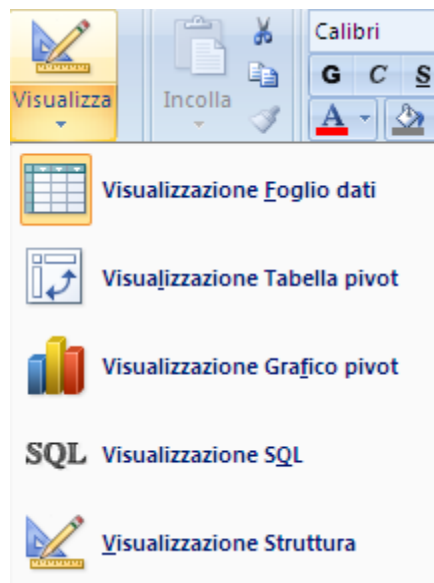 Calibri
Visualizza
Incolla
G C S
A
Visualizzazione Foglio dati
Visualizzazione Tabella pivot
Visualizzazione Grafico pivot
SQL Visualizzazione SQL
Visualizzazione Struttura